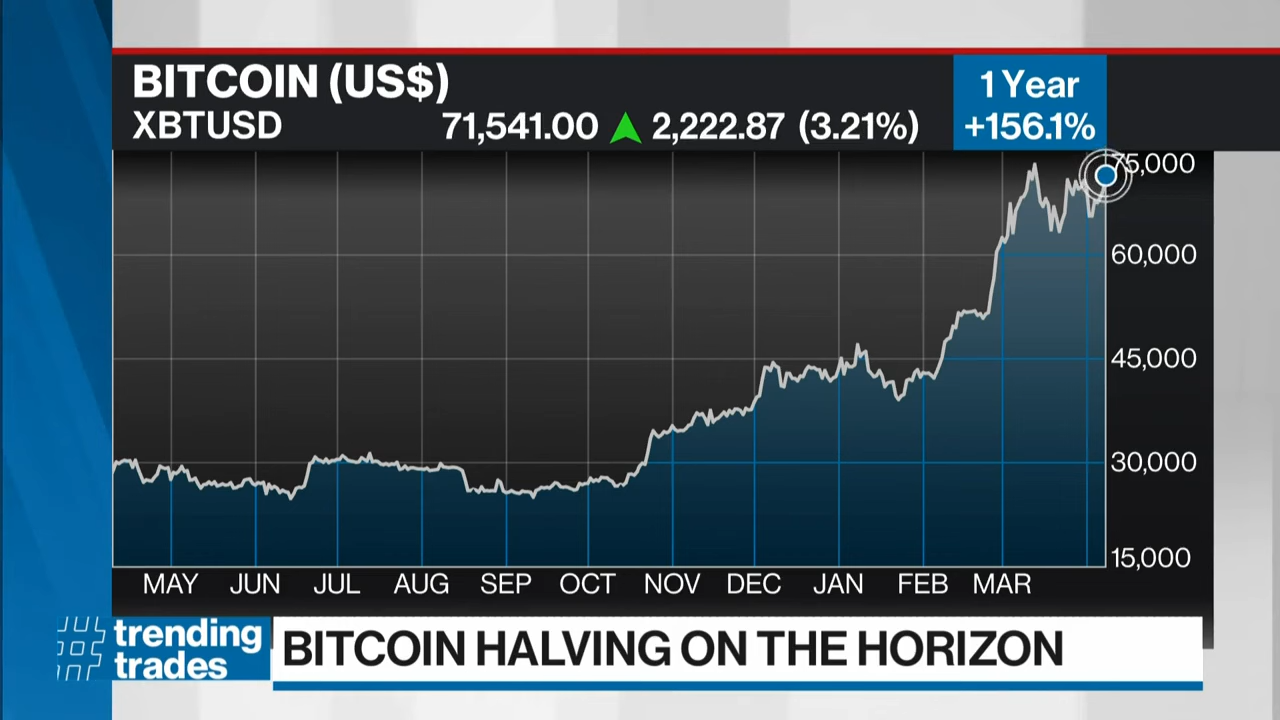 BITCOIN (US$)
XBTUSD 71,541.00 ▲ 2,222.87 (3.21%)
1 Year
+156.1%
75,000
60,000
45,000
30,000
15,000
MAY JUN JUL AUG SEP OCT NOV DEC JAN FEB MAR
trending
trades
BITCOIN HALVING ON THE HORIZON